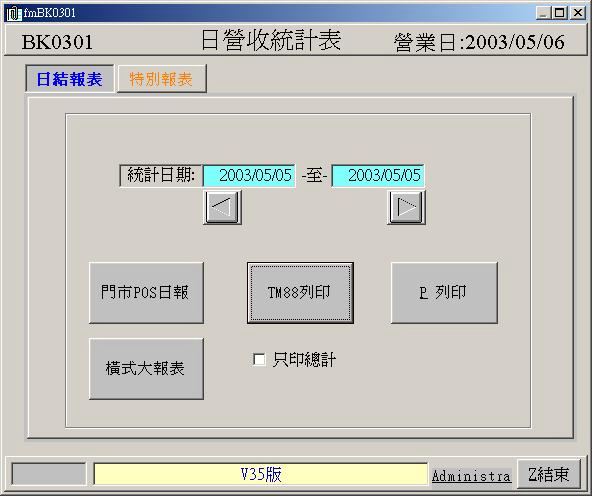 fmBK0301
BK0301 日營收統計表 營業日:2003/05/06
日結報表 特別報表
統計日期: 2003/05/05 -至- 2003/05/05
門市POS日報 TM88列印 P 列印
橫式大報表 只印總計
V35版 Administra Z結束